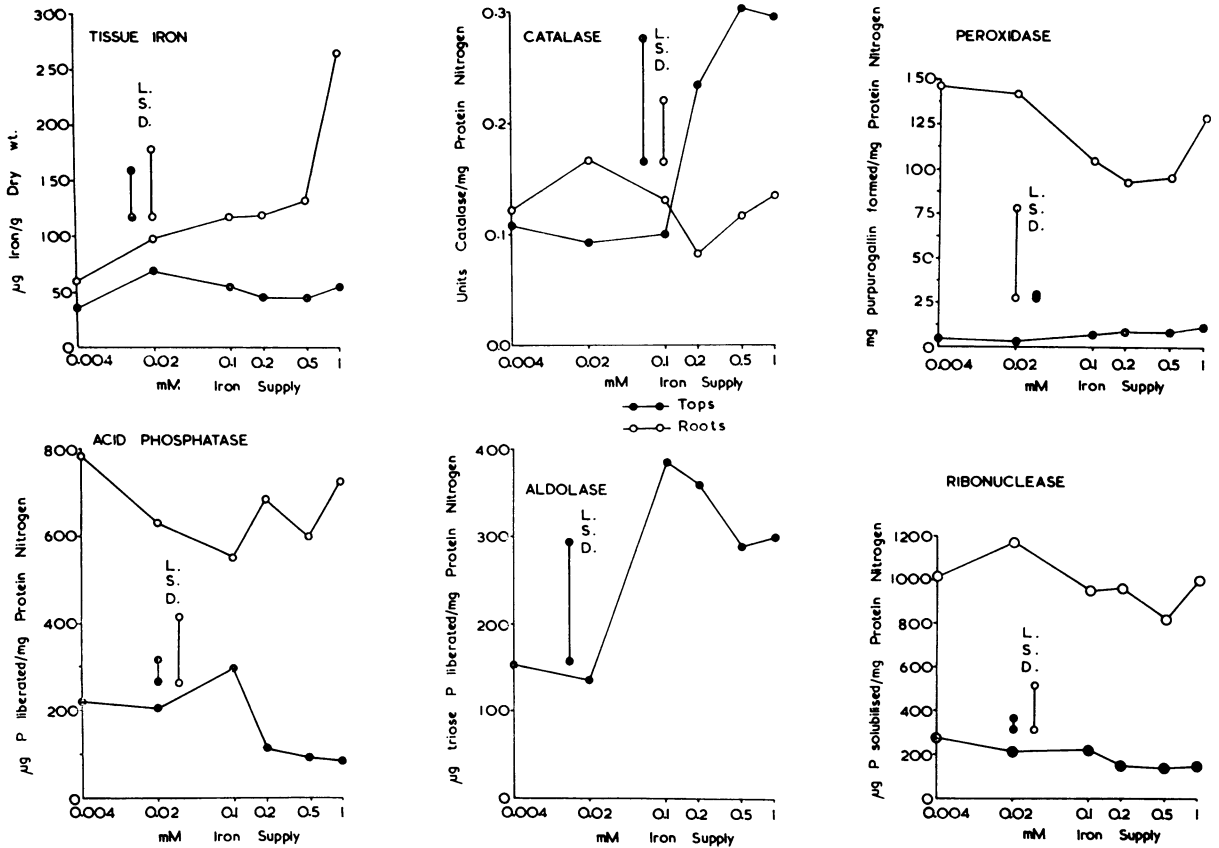 TISSUE IRON
µg Iron/g Dry wt.
300
250
200
150
100
50
0
L.
S.
D.
0.004 0.02 0.1 0.2 0.5 1
mM. Iron Supply
CATALASE
Units Catalase/mg Protein Nitrogen
0.3
0.2
0.1
0.0
L.
S.
D.
0.004 0.02 0.1 0.2 0.5 1
mM Iron Supply
PEROXIDASE
mg purpurogallin formed/mg Protein Nitrogen
150
125
100
75
50
25
0
L.
S.
D.
0.004 0.02 0.1 0.2 0.5 1
mM Iron Supply
Tops
Roots
ACID PHOSPHATASE
µg P liberated/mg Protein Nitrogen
800
600
400
200
0
L.
S.
D.
0.004 0.02 0.1 0.2 0.5 1
mM Iron Supply
ALDOLASE
µg triose P liberated/mg Protein Nitrogen
400
300
200
100
0
L.
S.
D.
0.004 0.02 0.1 0.2 0.5 1
mM Iron Supply
RIBONUCLEASE
µg P solubilised/mg Protein Nitrogen
1200
1000
800
600
400
200
0
L.
S.
D.
0.004 0.02 0.1 0.2 0.5 1
mM Iron Supply